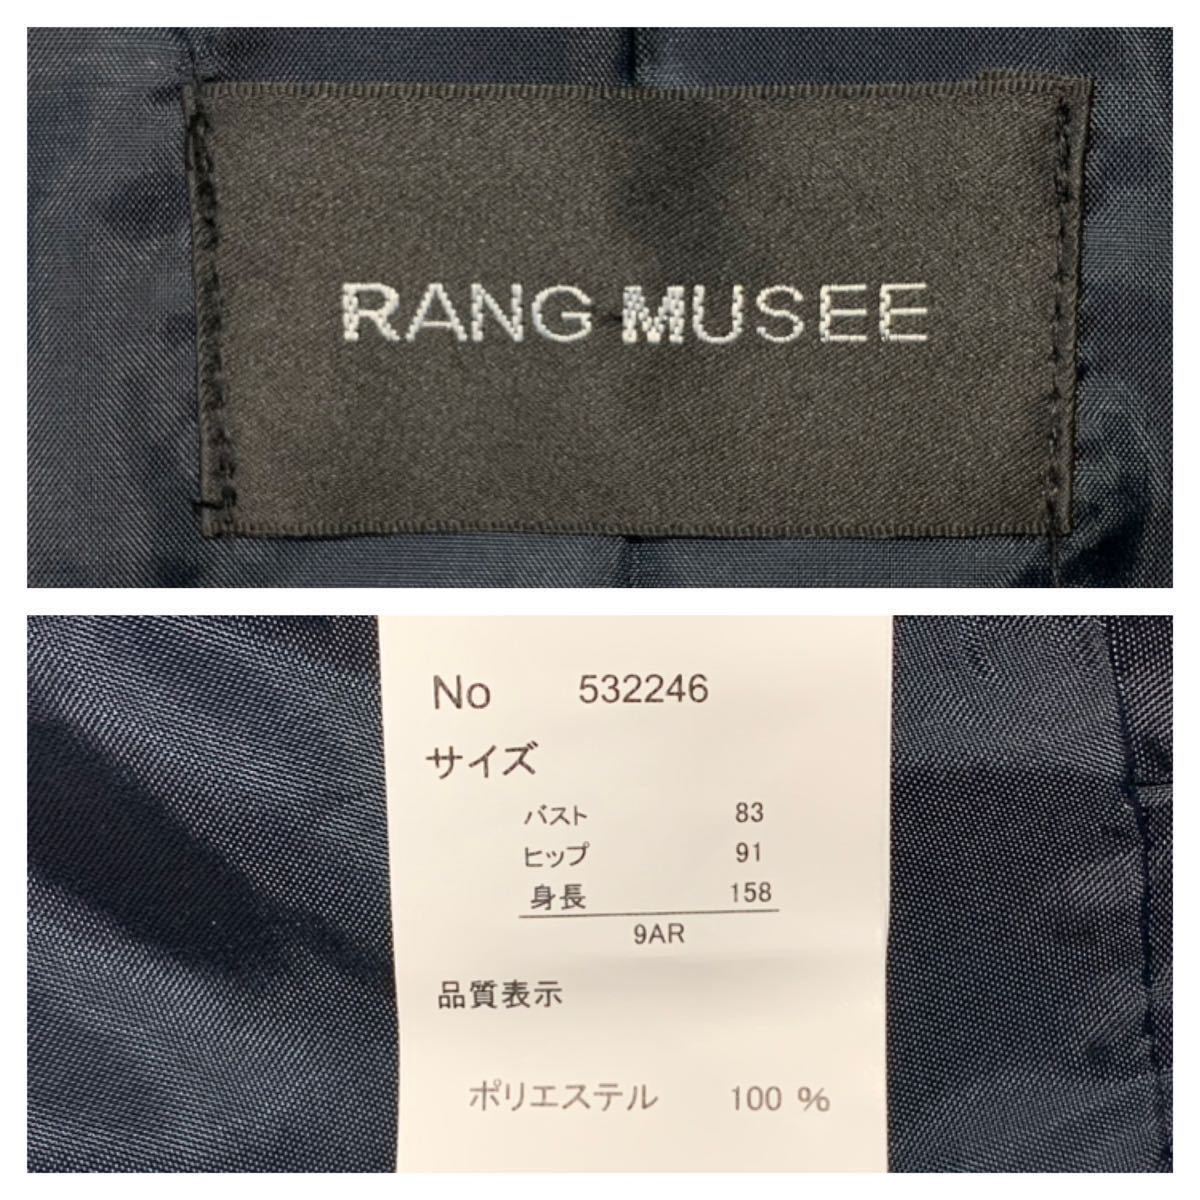 RANG MUSEE
No 532246
サイズ
バスト 83
ヒップ 91
身長 158
9AR
品質表示
ポリエステル 100 %